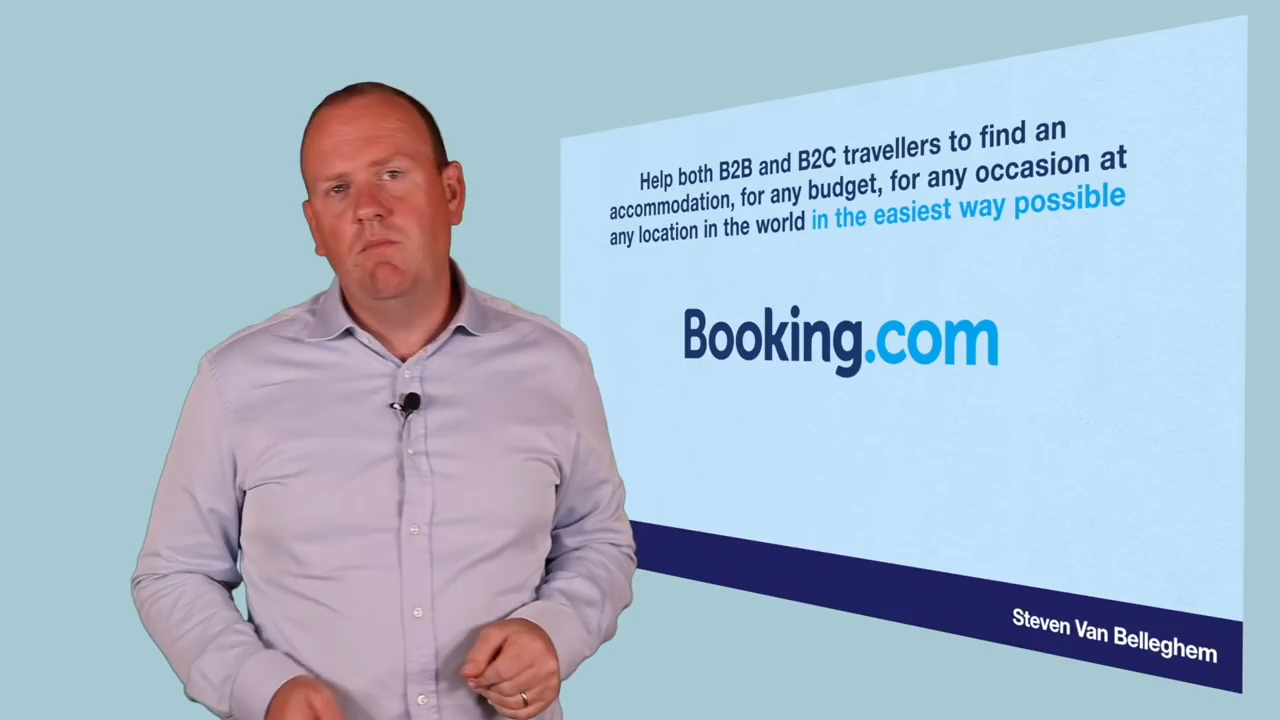 Help both B2B and B2C travellers to find an
accommodation, for any budget, for any occasion at
any location in the world in the easiest way possible
Booking.com
Steven Van Belleghem